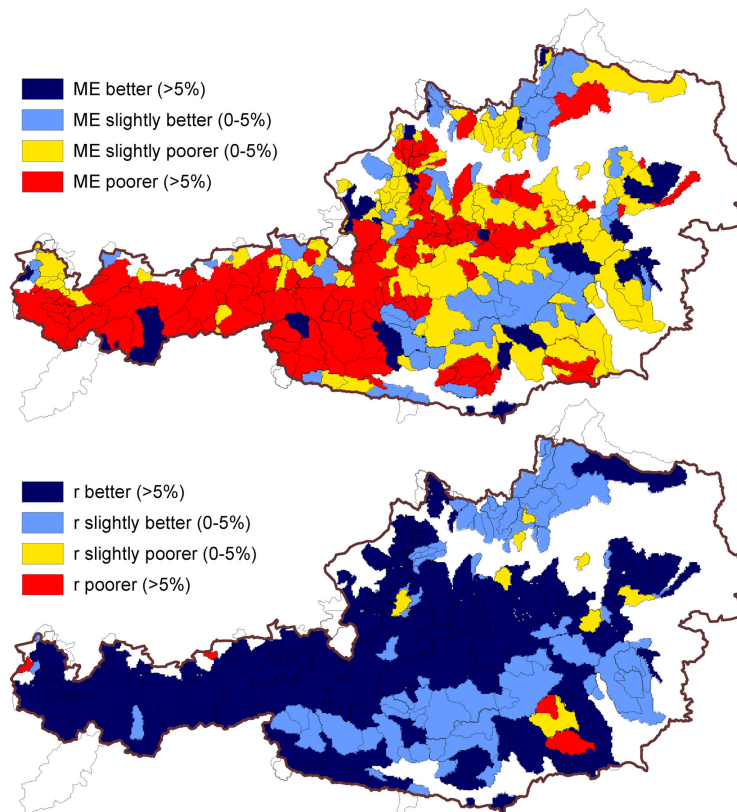 ME better (>5%)
ME slightly better (0-5%)
ME slightly poorer (0-5%)
ME poorer (>5%)
r better (>5%)
r slightly better (0-5%)
r slightly poorer (0-5%)
r poorer (>5%)